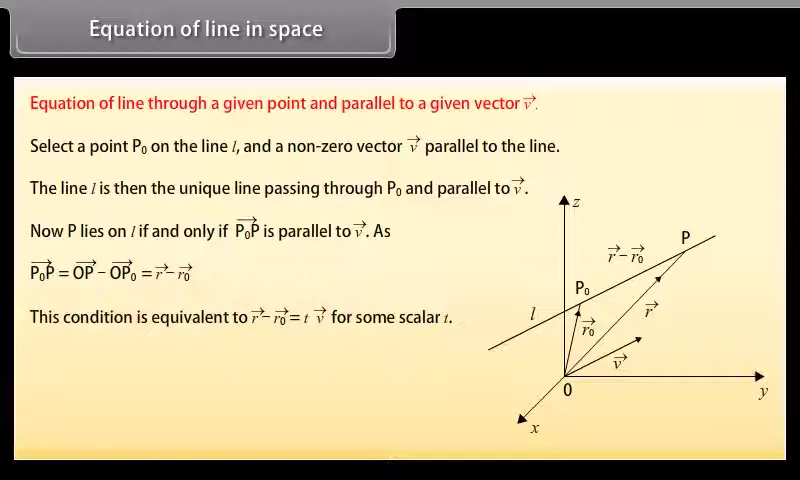 Equation of line in space
Equation of line through a given point and parallel to a given vector v⃗.
Select a point P₀ on the line l, and a non-zero vector v⃗ parallel to the line.
The line l is then the unique line passing through P₀ and parallel to v⃗.
Now P lies on l if and only if P₀P⃗ is parallel to v⃗. As
P₀P⃗ = OP⃗ – OP₀⃗ = r⃗ – r₀⃗
This condition is equivalent to r⃗ – r₀⃗ = t v⃗ for some scalar t.
z
P
r⃗ – r₀⃗
P₀
l
r⃗
r₀⃗
v⃗
O
y
x